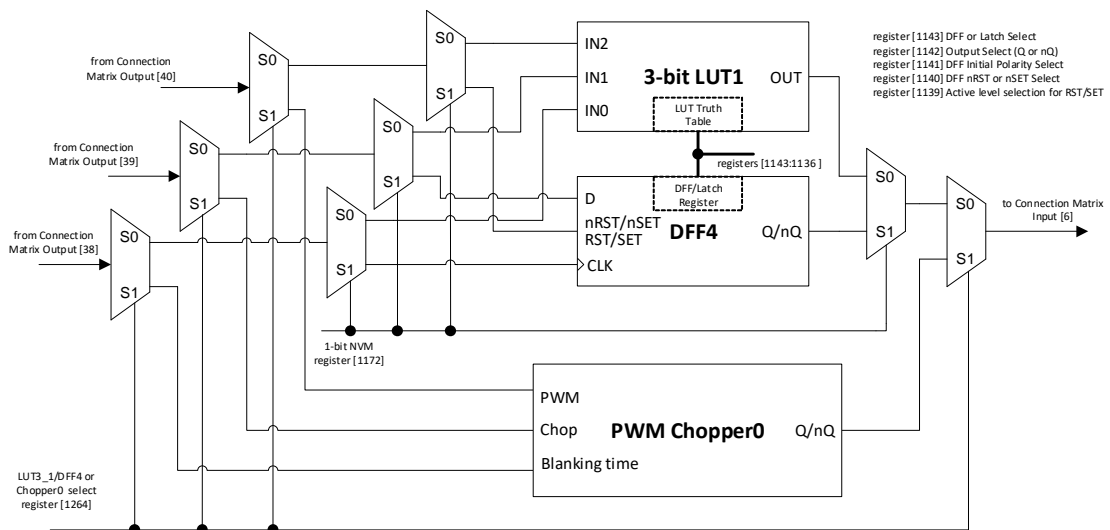 from Connection
Matrix Output [40]
S0
S1
from Connection
Matrix Output [39]
S0
S1
from Connection
Matrix Output [38]
S0
S1
S0
S1
S0
S1
S0
S1
IN2
IN1
IN0
3-bit LUT1
OUT
LUT Truth
Table
registers [1143:1136 ]
DFF/Latch
Register
D
nRST/nSET
RST/SET
CLK
DFF4
Q/nQ
register [1143] DFF or Latch Select
register [1142] Output Select (Q or nQ)
register [1141] DFF Initial Polarity Select
register [1140] DFF nRST or nSET Select
register [1139] Active level selection for RST/SET
S0
S1
S0
S1
to Connection Matrix
Input [6]
1-bit NVM
register [1172]
PWM
Chop
Blanking time
PWM Chopper0
Q/nQ
LUT3_1/DFF4 or
Chopper0 select
register [1264]